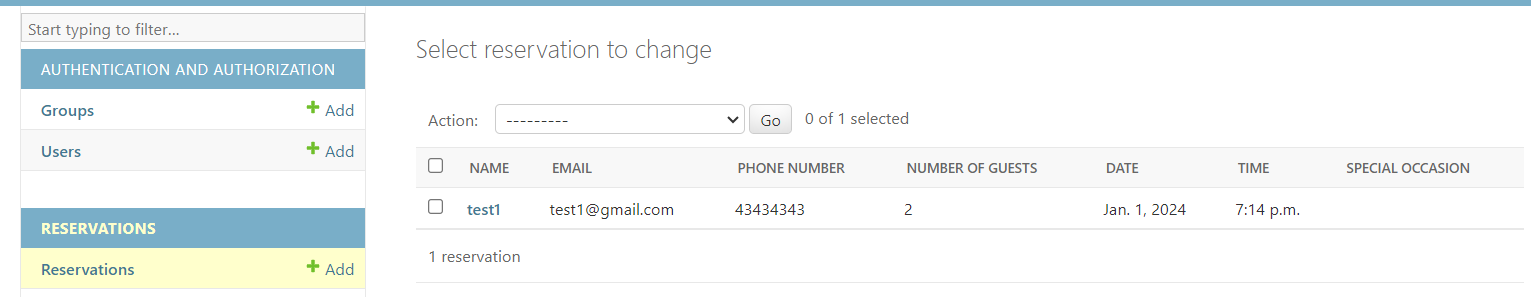 Start typing to filter...
AUTHENTICATION AND AUTHORIZATION
Groups + Add
Users + Add
RESERVATIONS
Reservations + Add
Select reservation to change
Action: --------- Go 0 of 1 selected
NAME EMAIL PHONE NUMBER NUMBER OF GUESTS DATE TIME SPECIAL OCCASION
test1 test1@gmail.com 43434343 2 Jan. 1, 2024 7:14 p.m.
1 reservation